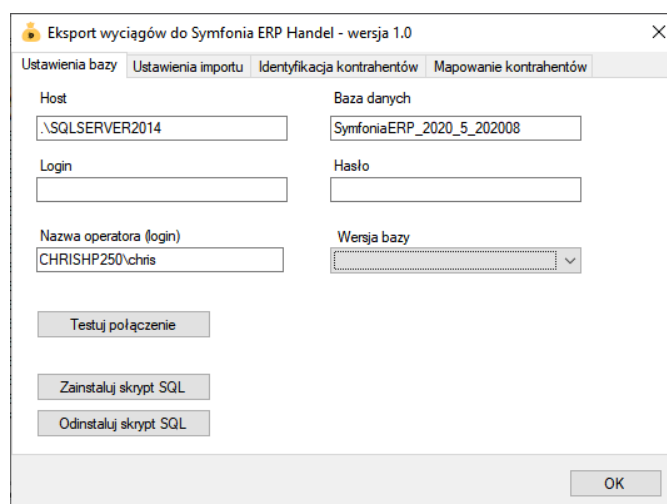 Eksport wyciągów do Symfonia ERP Handel - wersja 1.0
Ustawienia bazy Ustawienia importu Identyfikacja kontrahentów Mapowanie kontrahentów
Host Baza danych
.\SQLSERVER2014 SymfoniaERP_2020_5_202008
Login Hasło
Nazwa operatora (login) Wersja bazy
CHRISHP250\chris
Testuj połączenie
Zainstaluj skrypt SQL
Odinstaluj skrypt SQL
OK